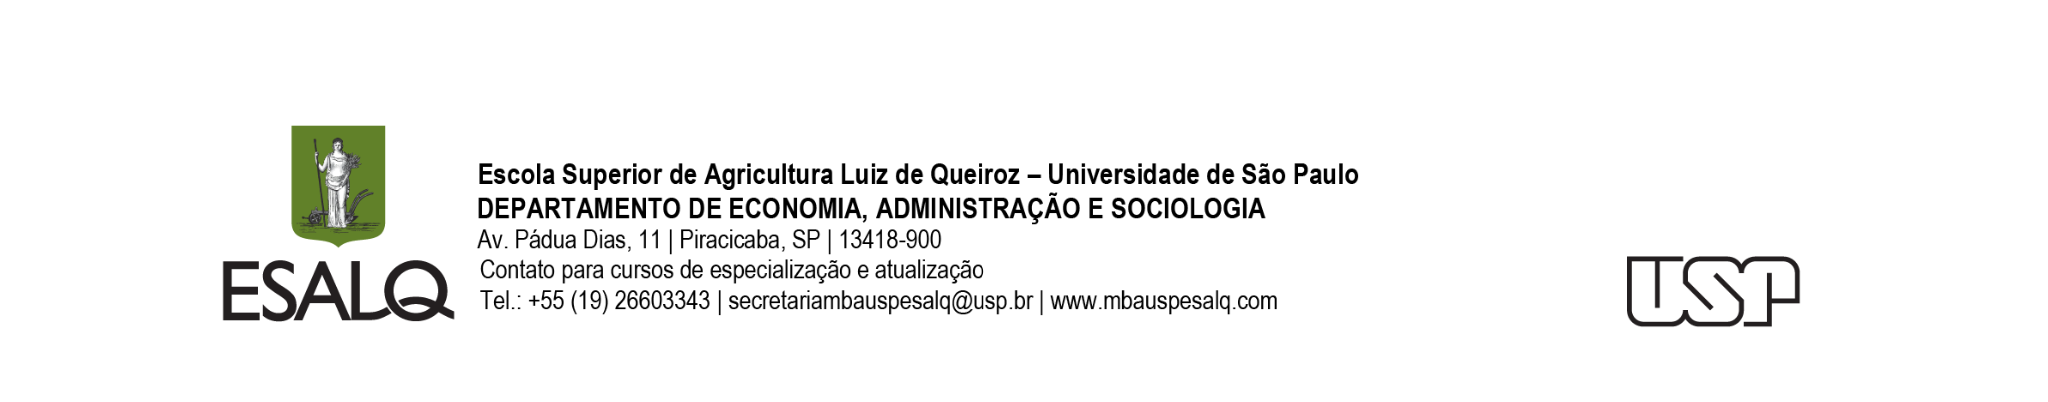 Escola Superior de Agricultura Luiz de Queiroz – Universidade de São Paulo
DEPARTAMENTO DE ECONOMIA, ADMINISTRAÇÃO E SOCIOLOGIA
Av. Pádua Dias, 11 | Piracicaba, SP | 13418-900
Contato para cursos de especialização e atualização
Tel.: +55 (19) 26603343 | secretariambauspesalq@usp.br | www.mbauspesalq.com
ESALQ
USP